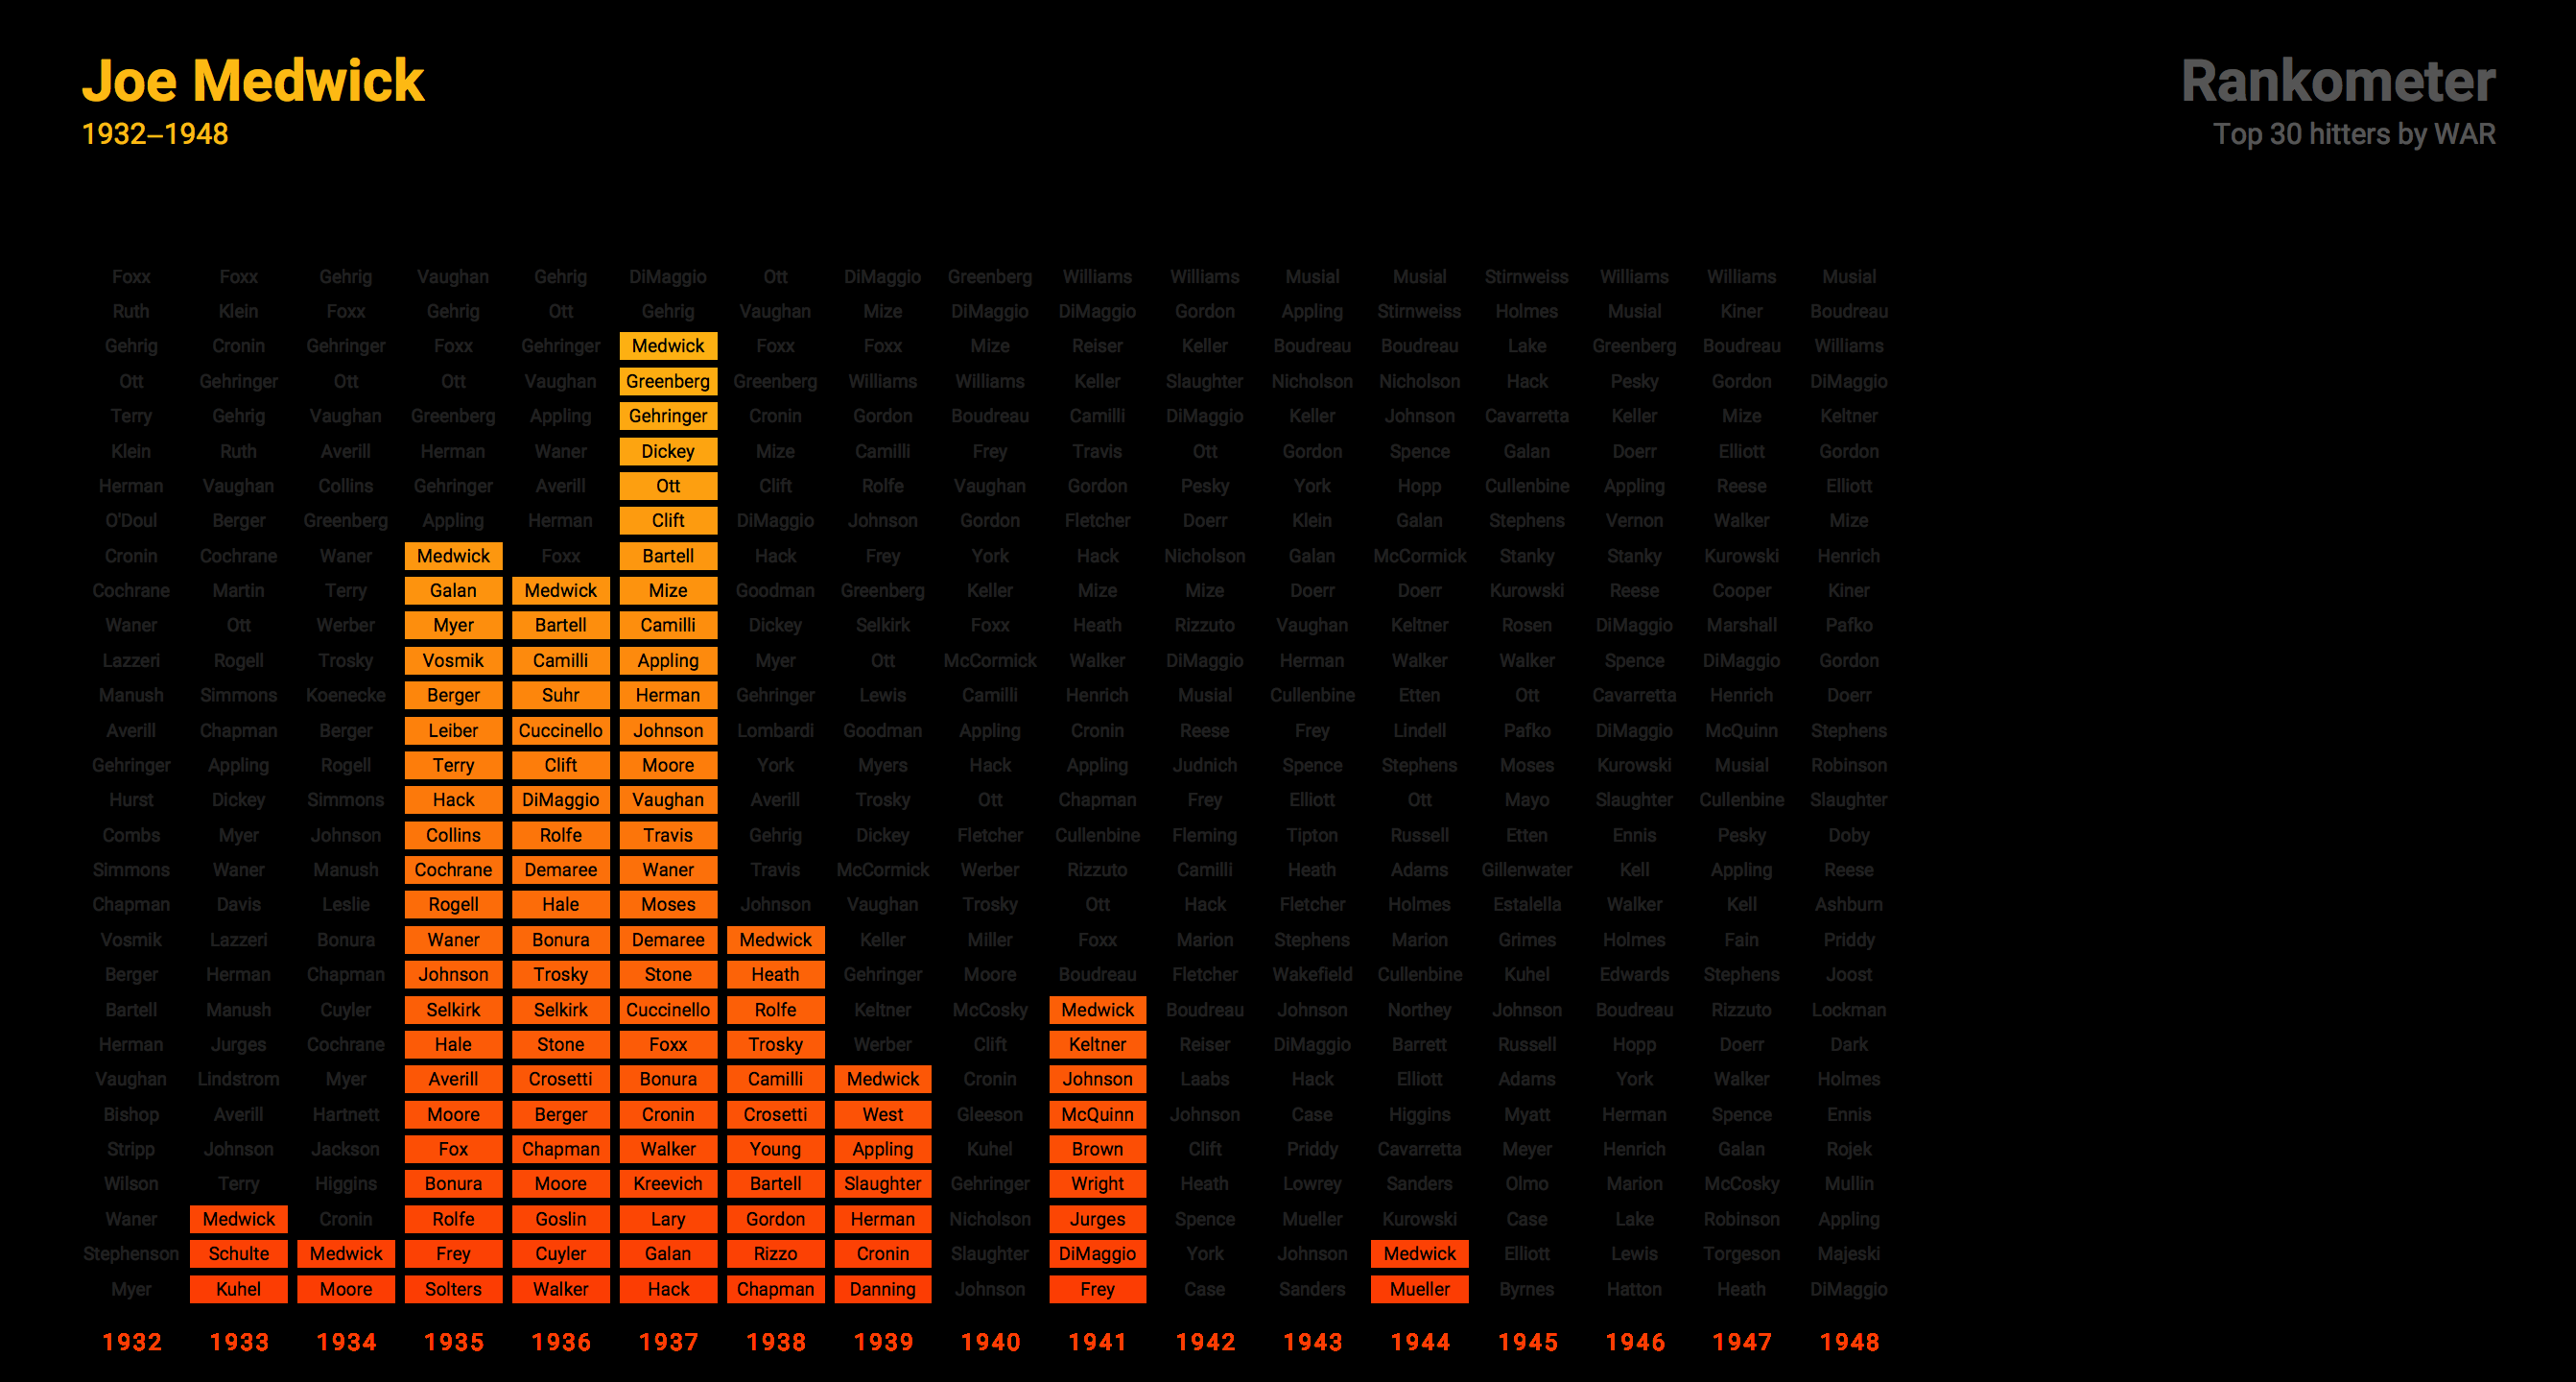 Joe Medwick
1932–1948
Rankometer
Top 30 hitters by WAR
Foxx Foxx Gehrig Vaughan Gehrig DiMaggio Ott DiMaggio Greenberg Williams Williams Musial Musial Stirnweiss Williams Williams Musial
Ruth Klein Foxx Gehrig Ott Gehrig Vaughan Mize DiMaggio DiMaggio Gordon Appling Stirnweiss Holmes Musial Kiner Boudreau
Gehrig Cronin Gehringer Foxx Gehringer Medwick Foxx Foxx Mize Reiser Keller Boudreau Boudreau Lake Greenberg Boudreau Williams
Ott Gehringer Ott Ott Vaughan Greenberg Greenberg Williams Williams Keller Slaughter Nicholson Nicholson Hack Pesky Gordon DiMaggio
Terry Gehrig Vaughan Greenberg Appling Gehringer Cronin Gordon Boudreau Camilli DiMaggio Keller Johnson Cavarretta Keller Mize Keltner
Klein Ruth Averill Herman Waner Dickey Mize Camilli Frey Travis Ott Gordon Spence Galan Doerr Elliott Gordon
Herman Vaughan Collins Gehringer Averill Ott Clift Rolfe Vaughan Gordon Pesky York Hopp Cullenbine Appling Reese Elliott
O'Doul Berger Greenberg Appling Herman Clift DiMaggio Johnson Gordon Fletcher Doerr Klein Galan Stephens Vernon Walker Mize
Cronin Cochrane Waner Medwick Foxx Bartell Hack Frey York Hack Nicholson Galan McCormick Stanky Stanky Kurowski Henrich
Cochrane Martin Terry Galan Medwick Mize Goodman Greenberg Keller Mize Mize Doerr Doerr Kurowski Reese Cooper Kiner
Waner Ott Werber Myer Bartell Camilli Dickey Selkirk Foxx Heath Rizzuto Vaughan Keltner Rosen DiMaggio Marshall Pafko
Lazzeri Rogell Trosky Vosmik Camilli Appling Myer Ott McCormick Walker DiMaggio Herman Walker Walker Spence DiMaggio Gordon
Manush Simmons Koenecke Berger Suhr Herman Gehringer Lewis Camilli Henrich Musial Cullenbine Etten Ott Cavarretta Henrich Doerr
Averill Chapman Berger Leiber Cuccinello Johnson Lombardi Goodman Appling Cronin Reese Frey Lindell Pafko DiMaggio McQuinn Stephens
Gehringer Appling Rogell Terry Clift Moore York Myers Hack Appling Judnich Spence Stephens Moses Kurowski Musial Robinson
Hurst Dickey Simmons Hack DiMaggio Vaughan Averill Trosky Ott Chapman Frey Elliott Ott Mayo Slaughter Cullenbine Slaughter
Combs Myer Johnson Collins Rolfe Travis Gehrig Dickey Fletcher Cullenbine Fleming Tipton Russell Etten Ennis Pesky Doby
Simmons Waner Manush Cochrane Demaree Waner Travis McCormick Werber Rizzuto Camilli Heath Adams Gillenwater Kell Appling Reese
Chapman Davis Leslie Rogell Hale Moses Johnson Vaughan Trosky Ott Hack Fletcher Holmes Estalella Walker Kell Ashburn
Vosmik Lazzeri Bonura Waner Bonura Demaree Medwick Keller Miller Foxx Marion Stephens Marion Grimes Holmes Fain Priddy
Berger Herman Chapman Johnson Trosky Stone Heath Gehringer Moore Boudreau Fletcher Wakefield Cullenbine Kuhel Edwards Stephens Joost
Bartell Manush Cuyler Selkirk Selkirk Cuccinello Rolfe Keltner McCosky Medwick Boudreau Johnson Northey Johnson Boudreau Rizzuto Lockman
Herman Jurges Cochrane Hale Stone Foxx Trosky Werber Clift Keltner Reiser DiMaggio Barrett Russell Hopp Doerr Dark
Vaughan Lindstrom Myer Averill Crosetti Bonura Camilli Medwick Cronin Johnson Laabs Hack Elliott Adams York Walker Holmes
Bishop Averill Hartnett Moore Berger Cronin Crosetti West Gleeson McQuinn Johnson Case Higgins Myatt Herman Spence Ennis
Stripp Johnson Jackson Fox Chapman Walker Young Appling Kuhel Brown Clift Priddy Cavarretta Meyer Henrich Galan Rojek
Wilson Terry Higgins Bonura Moore Kreevich Bartell Slaughter Gehringer Wright Heath Lowrey Sanders Olmo Marion McCosky Mullin
Waner Medwick Cronin Rolfe Goslin Lary Gordon Herman Nicholson Jurges Spence Mueller Kurowski Case Lake Robinson Appling
Stephenson Schulte Medwick Frey Cuyler Galan Rizzo Cronin Slaughter DiMaggio York Johnson Medwick Elliott Lewis Torgeson Majeski
Myer Kuhel Moore Solters Walker Hack Chapman Danning Johnson Frey Case Sanders Mueller Byrnes Hatton Heath DiMaggio
1932 1933 1934 1935 1936 1937 1938 1939 1940 1941 1942 1943 1944 1945 1946 1947 1948